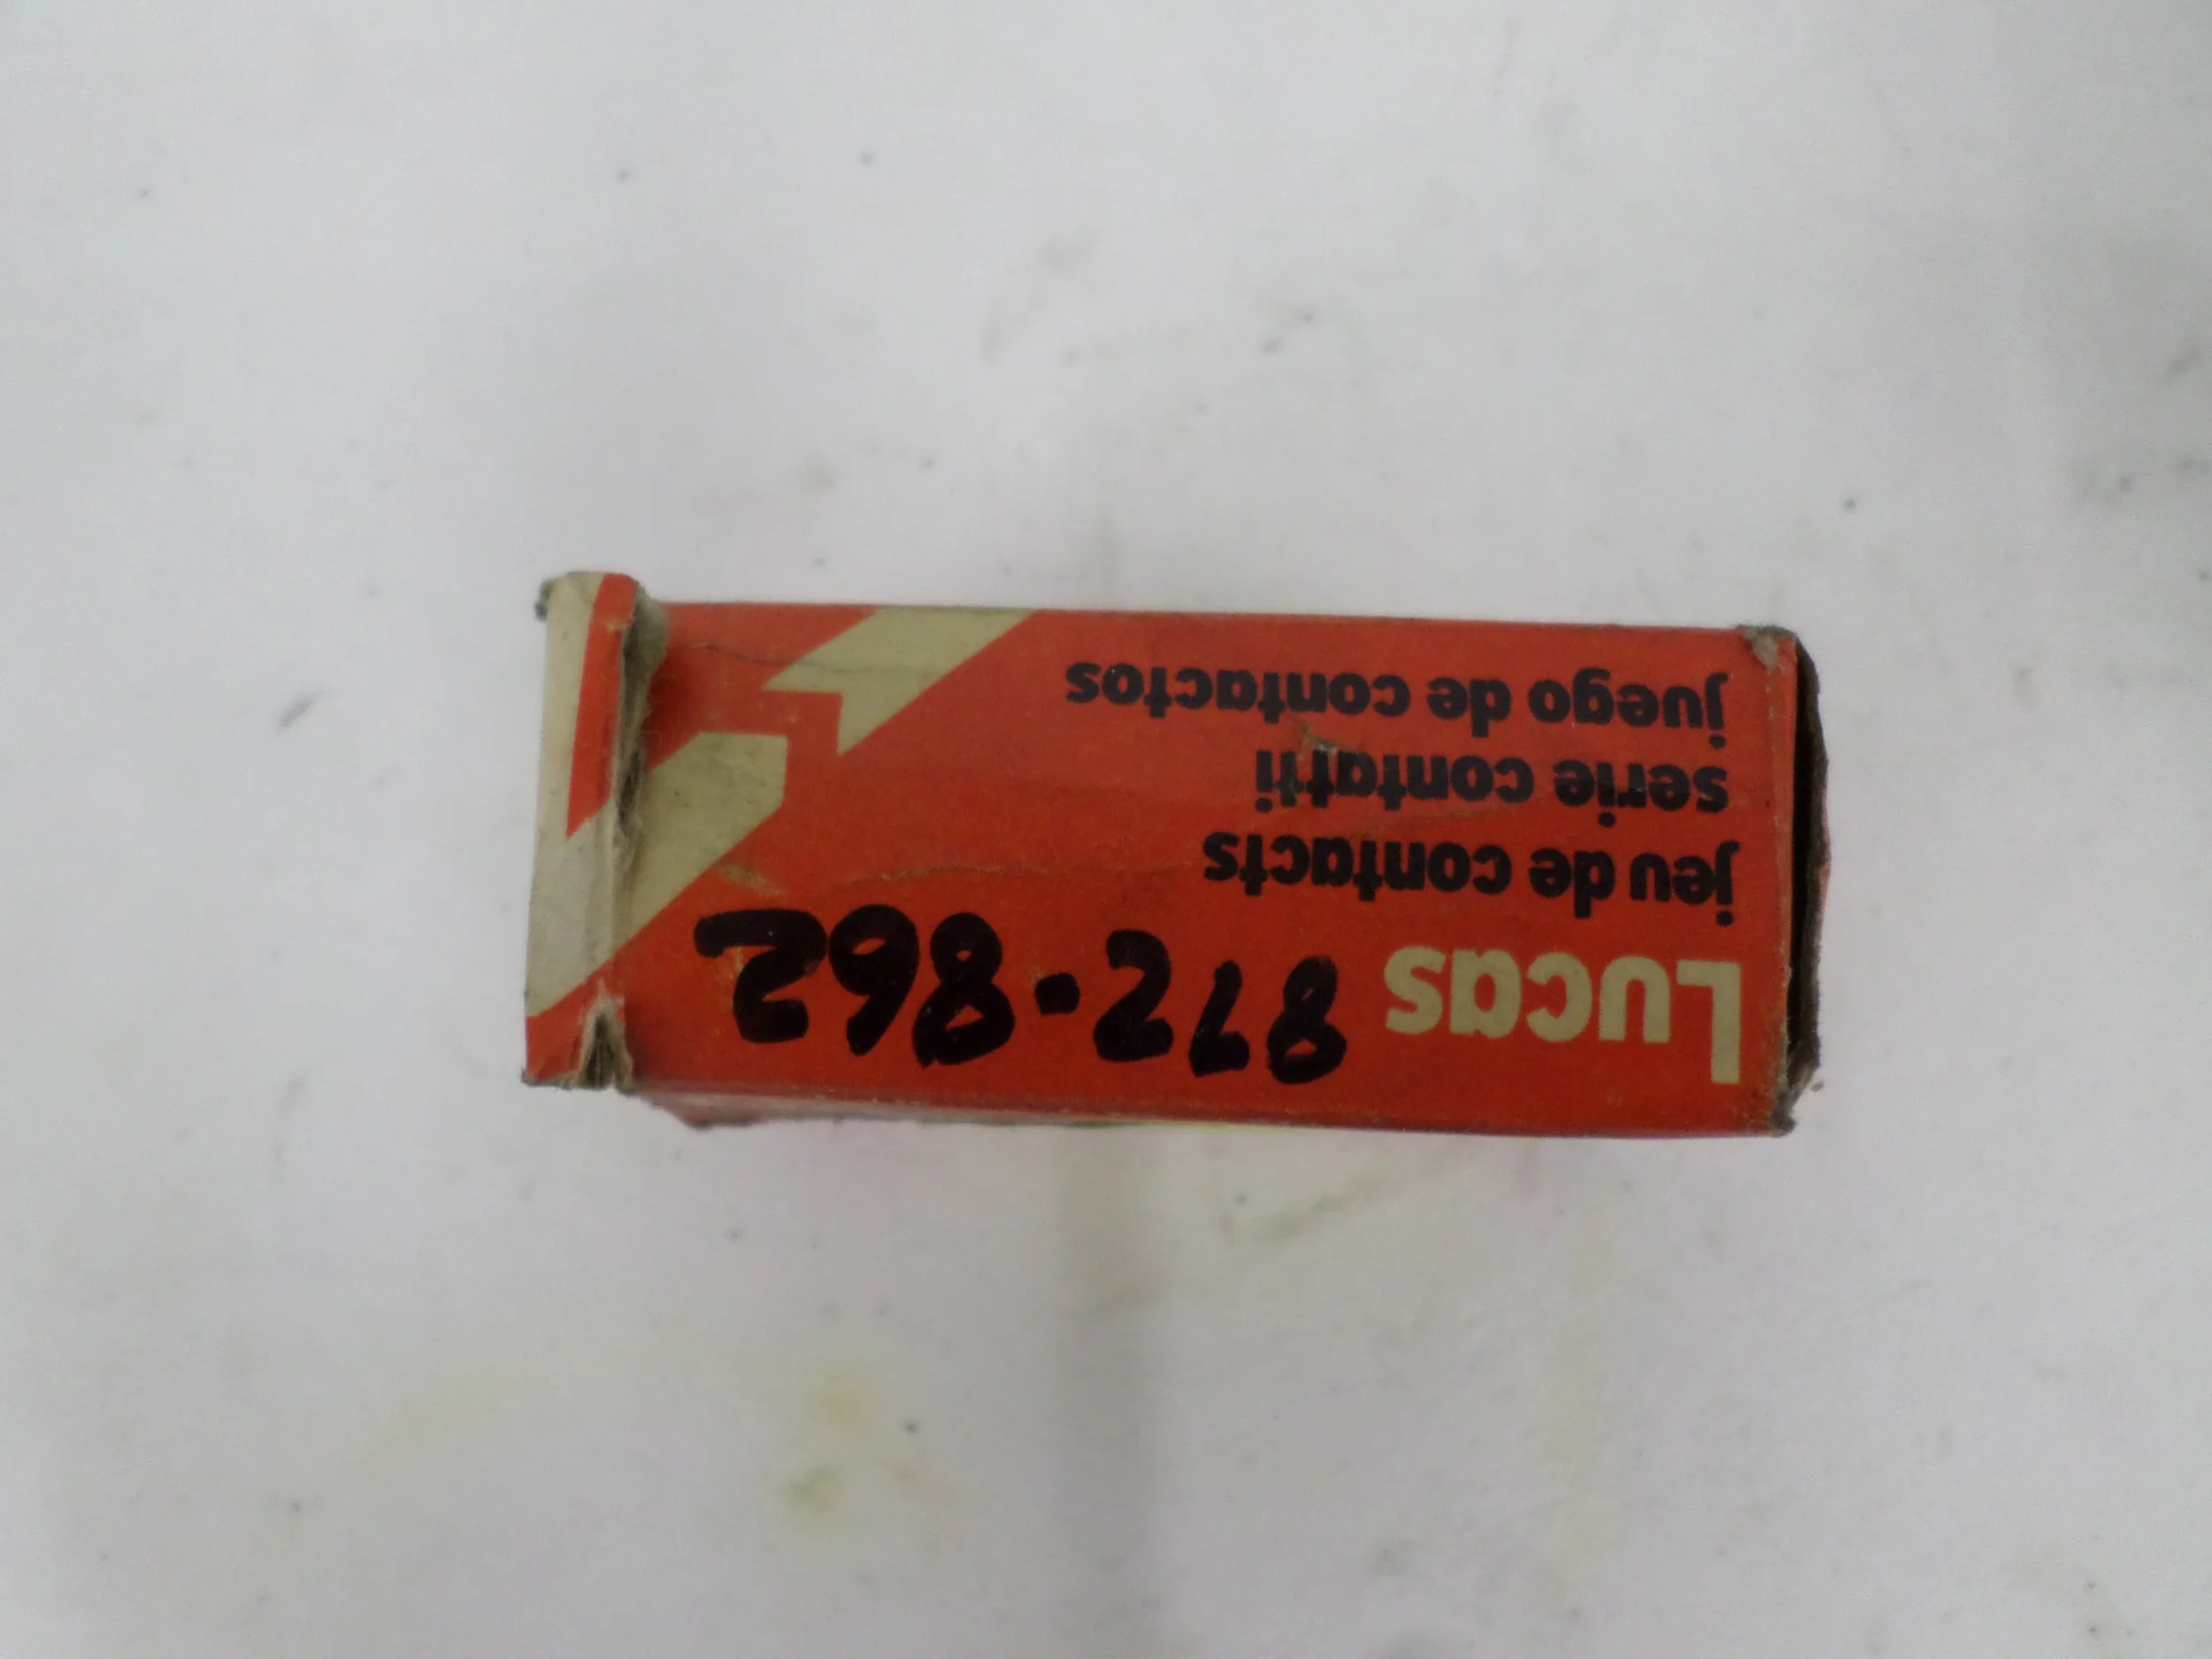 Lucas 872-862
jeu de contacts
serie contatti
juego de contactos